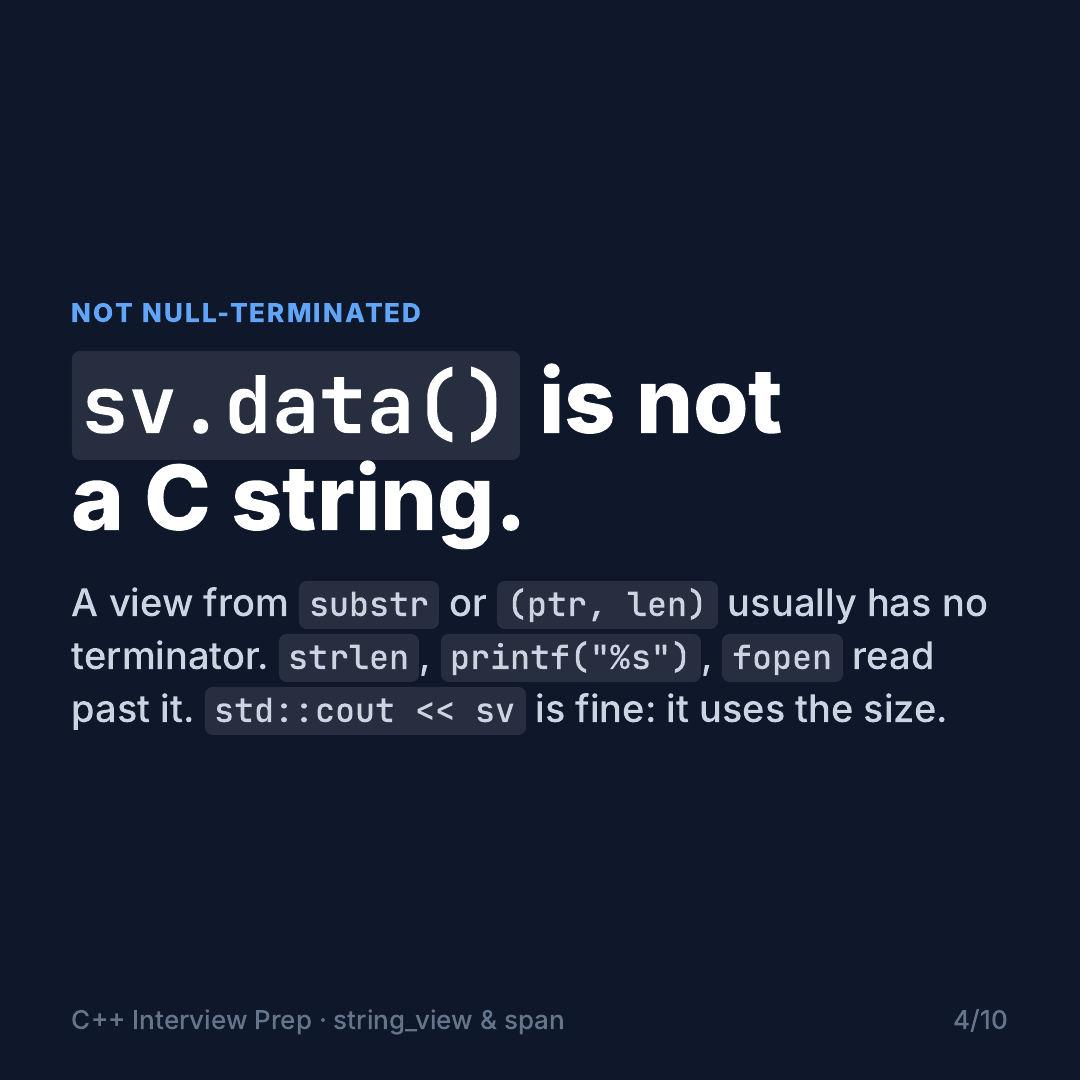 NOT NULL-TERMINATED
sv.data() is not
a C string.
A view from substr or (ptr, len) usually has no
terminator. strlen, printf("%s"), fopen read
past it. std::cout << sv is fine: it uses the size.
C++ Interview Prep · string_view & span
4/10